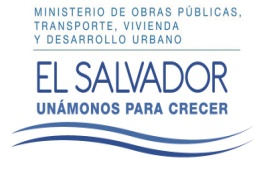 MINISTERIO DE OBRAS PÚBLICAS,
TRANSPORTE, VIVIENDA
Y DESARROLLO URBANO
EL SALVADOR
UNÁMONOS PARA CRECER